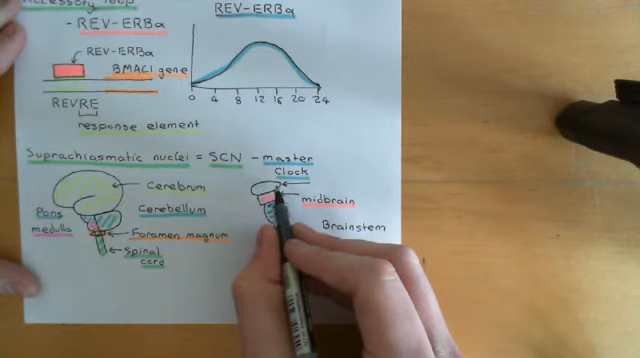 Accessory loop
- REV-ERBα
REV-ERBα
REV-ERBα
BMAL1 gene
REVRE
response element
0 4 8 12 16 20 24
Suprachiasmatic nuclei = SCN - master
Clock
Cerebrum
Cerebellum
Pons
medulla
Foramen magnum
Spinal
cord
midbrain
Brainstem